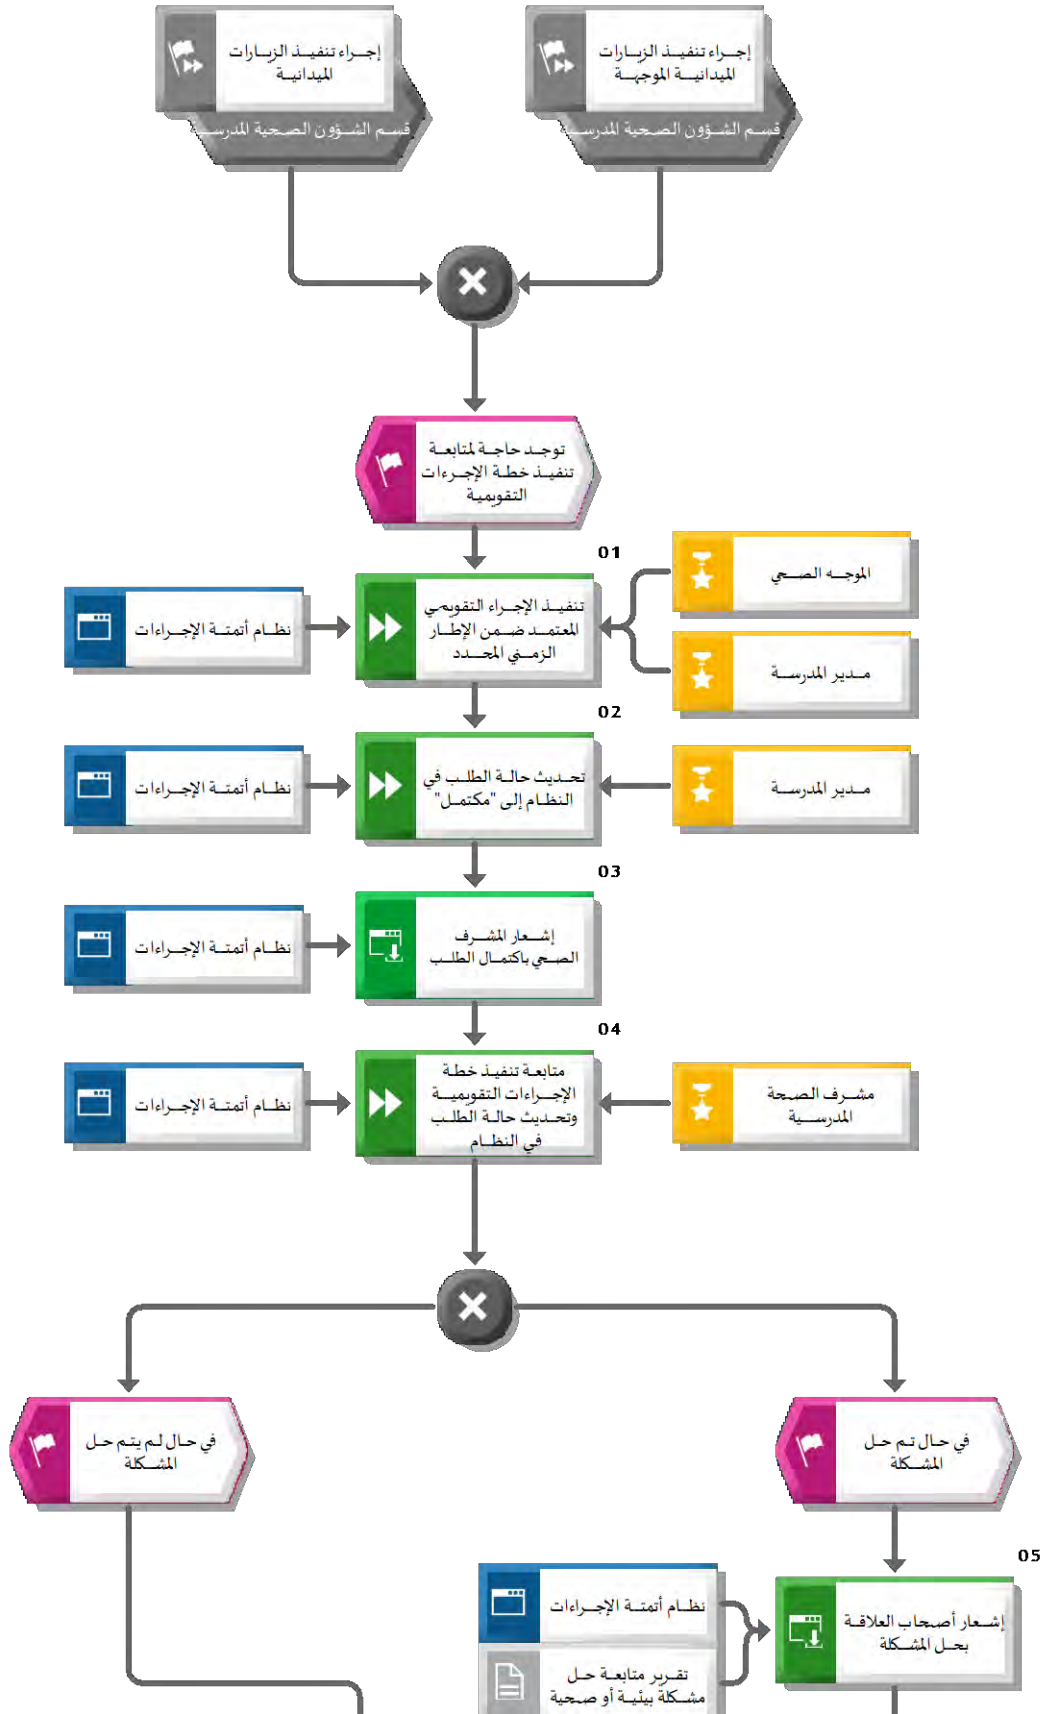 إجراء تنفيذ الزيارات
الميدانية الموجهة
قسم الشؤون الصحية المدرسية
إجراء تنفيذ الزيارات
الميدانية
قسم الشؤون الصحية المدرسية
توجد حاجة لمتابعة
تنفيذ خطة الإجرءات
التقويمية
01
الموجه الصحي
مدير المدرسة
تنفيذ الإجراء التقويمي
المعتمد ضمن الإطار
الزمني المحدد
نظام أتمتة الإجراءات
02
مدير المدرسة
تحديث حالة الطلب في
النظام إلى "مكتمل"
نظام أتمتة الإجراءات
03
إشعار المشرف
الصحي باكتمال الطلب
نظام أتمتة الإجراءات
04
مشرف الصحة
المدرسية
متابعة تنفيذ خطة
الإجراءات التقويمية
وتحديث حالة الطلب
في النظام
نظام أتمتة الإجراءات
في حال تم حل
المشكلة
في حال لم يتم حل
المشكلة
05
إشعار أصحاب العلاقة
بحل المشكلة
نظام أتمتة الإجراءات
تقرير متابعة حل
مشكلة بيئية أو صحية